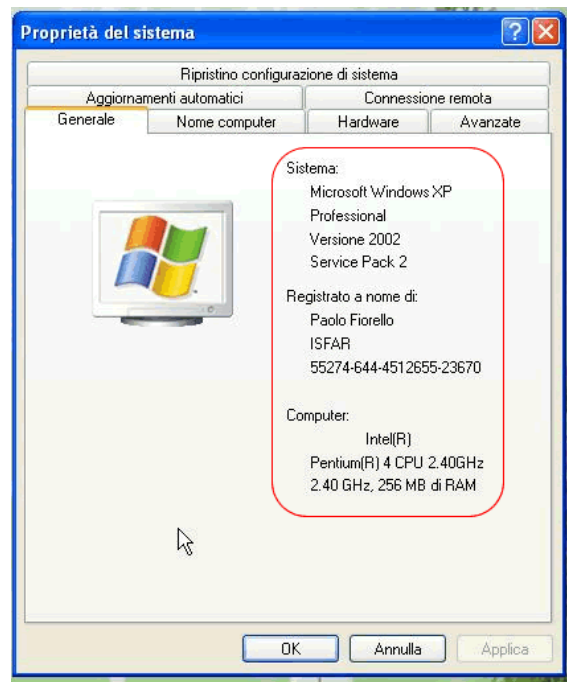 Proprietà del sistema
Ripristino configurazione di sistema
Aggiornamenti automatici
Connessione remota
Generale
Nome computer
Hardware
Avanzate
Sistema:
Microsoft Windows XP
Professional
Versione 2002
Service Pack 2
Registrato a nome di:
Paolo Fiorello
ISFAR
55274-644-4512655-23670
Computer:
Intel(R)
Pentium(R) 4 CPU 2.40GHz
2.40 GHz, 256 MB di RAM
OK
Annulla
Applica